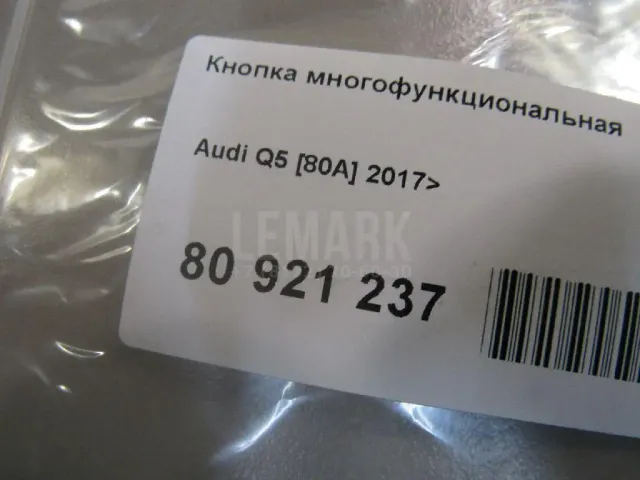 Кнопка многофункциональная
Audi Q5 [80A] 2017>
LEMARK
80 921 237